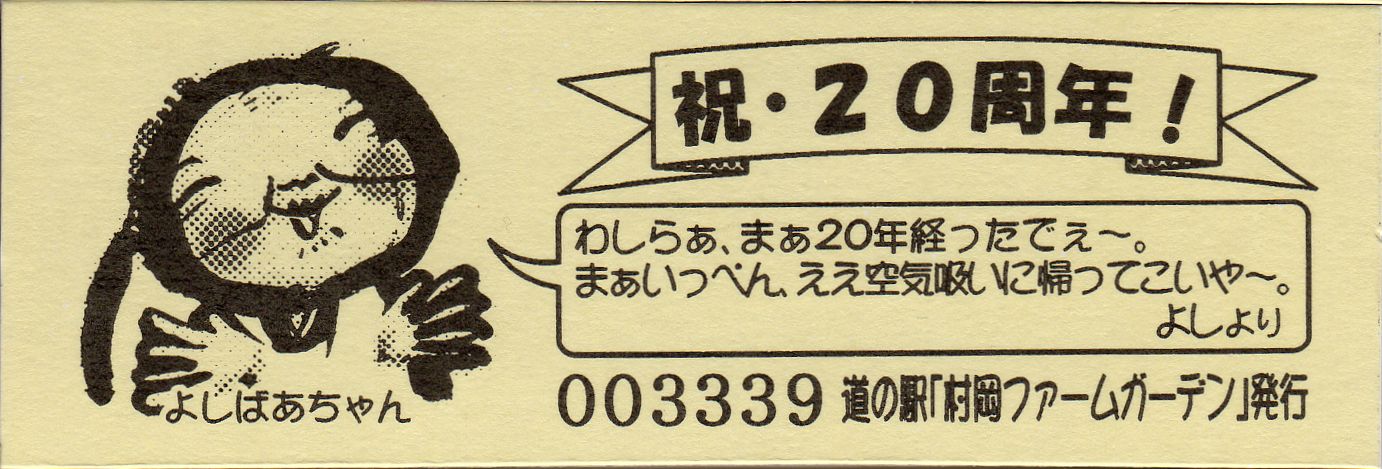 祝・20周年!
わしらぁ、まぁ20年経ったでぇ～。
まぁいっぺん、ええ空気吸いに帰ってこいや～。
よしより
よしばあちゃん
003339 道の駅「村岡ファームガーデン」発行